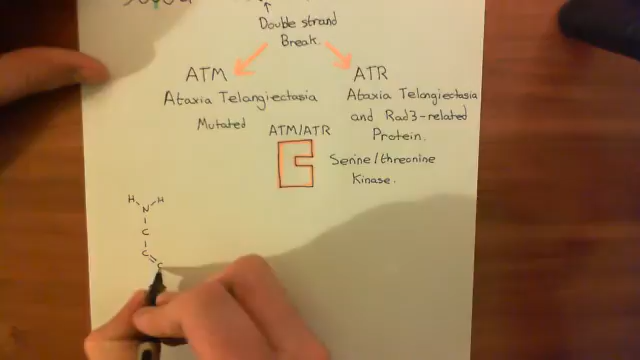 Double strand
Break.
ATM
Ataxia Telangiectasia
Mutated
ATR
Ataxia Telangiectasia
and Rad3-related
Protein.
ATM/ATR
Serine/threonine
Kinase.
H H
N
C
C
C